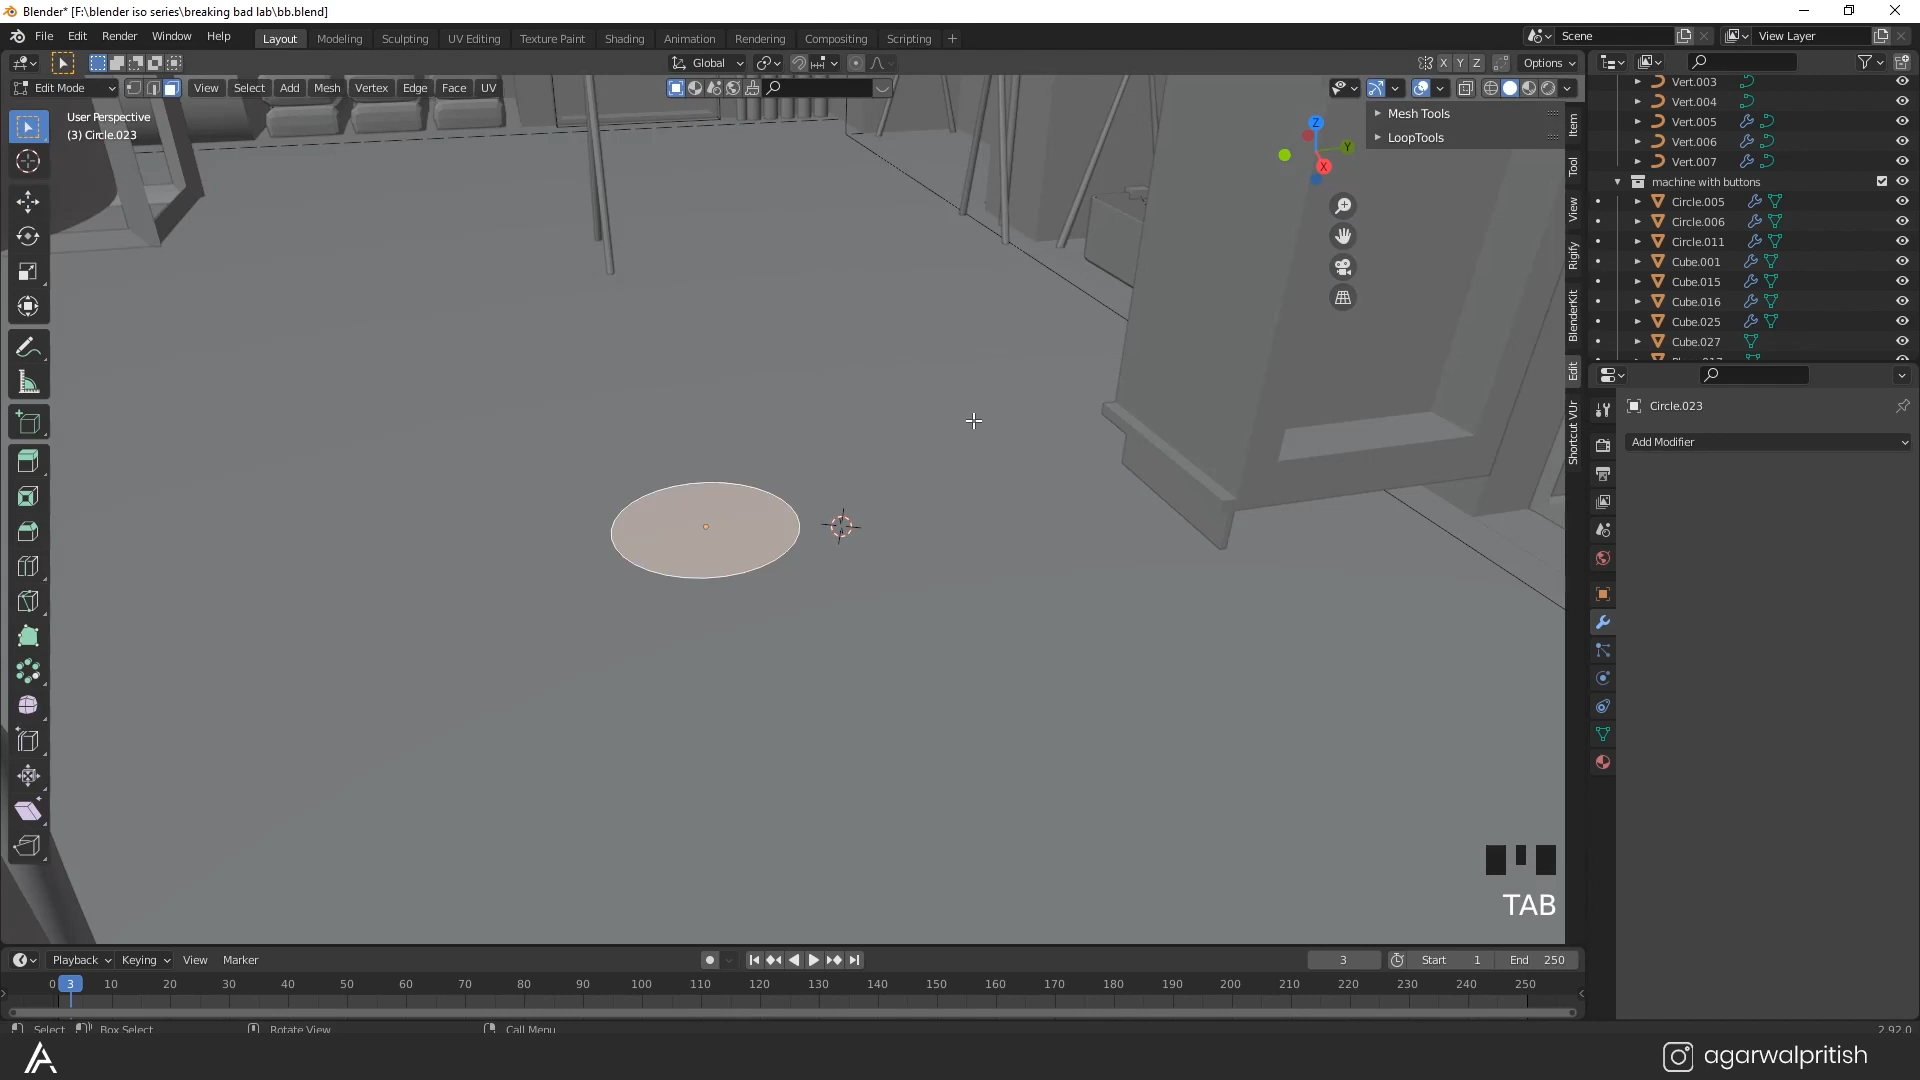 Blender* [F:\blender iso series\breaking bad lab\bb.blend]
File Edit Render Window Help
Layout Modeling Sculpting UV Editing Texture Paint Shading Animation Rendering Compositing Scripting
Scene View Layer
Global
X Y Z Options
Edit Mode View Select Add Mesh Vertex Edge Face UV
User Perspective
(3) Circle.023
Mesh Tools
LoopTools
Z
Y
X
Item
Tool
View
Rigify
BlenderKit
Edit
Shortcut VUr
Vert.003
Vert.004
Vert.005
Vert.006
Vert.007
machine with buttons
Circle.005
Circle.006
Circle.011
Cube.001
Cube.015
Cube.016
Cube.025
Cube.027
Circle.023
Add Modifier
TAB
Playback Keying View Marker
3 Start 1 End 250
0 3 10 20 30 40 50 60 70 80 90 100 110 120 130 140 150 160 170 180 190 200 210 220 230 240 250
Select Box Select Rotate View Call Menu 2.92.0
agarwalpritish